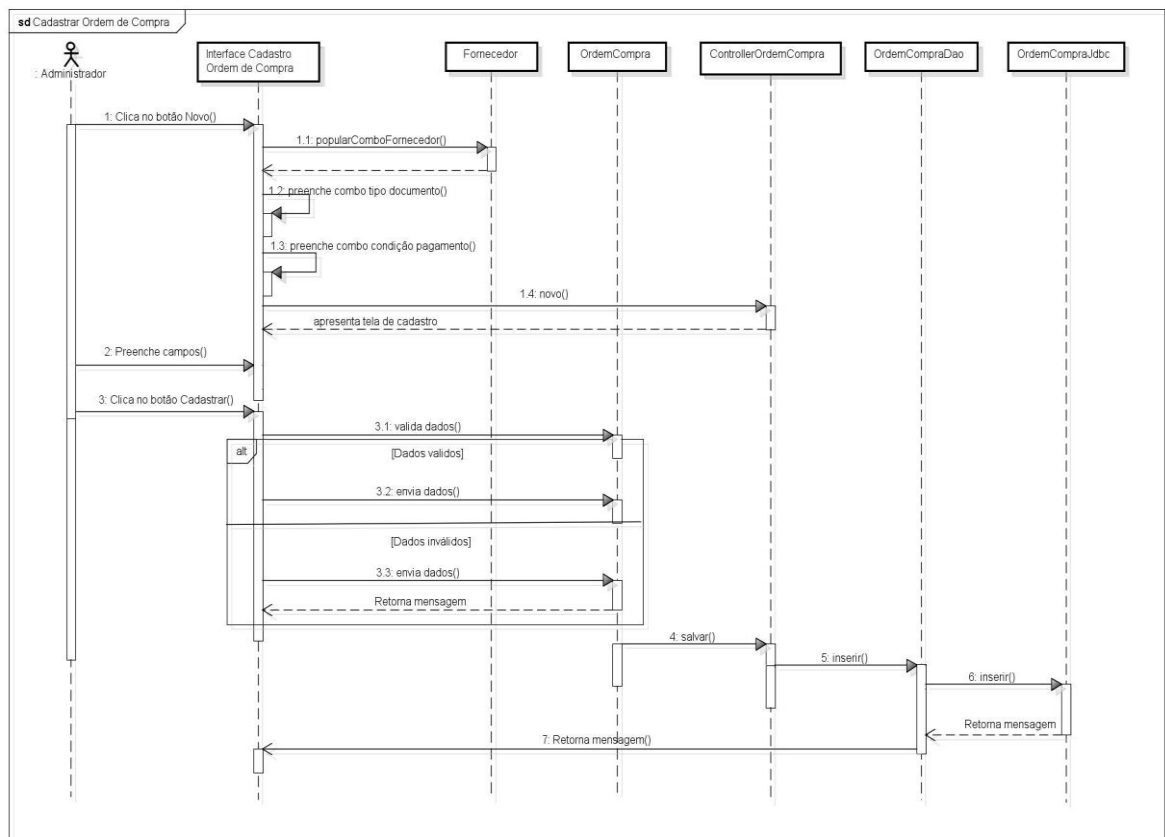 sd Cadastrar Ordem de Compra
: Administrador
Interface Cadastro
Ordem de Compra
Fornecedor
OrdemCompra
ControllerOrdemCompra
OrdemCompraDao
OrdemCompraJdbc
1: Clica no botão Novo()
1.1: popularComboFornecedor()
1.2: preenche combo tipo documento()
1.3: preenche combo condição pagamento()
1.4: novo()
apresenta tela de cadastro
2: Preenche campos()
3: Clica no botão Cadastrar()
3.1: valida dados()
alt
[Dados validos]
3.2: envia dados()
[Dados inválidos]
3.3: envia dados()
Retorna mensagem
4: salvar()
5: inserir()
6: inserir()
Retorna mensagem
7: Retorna mensagem()